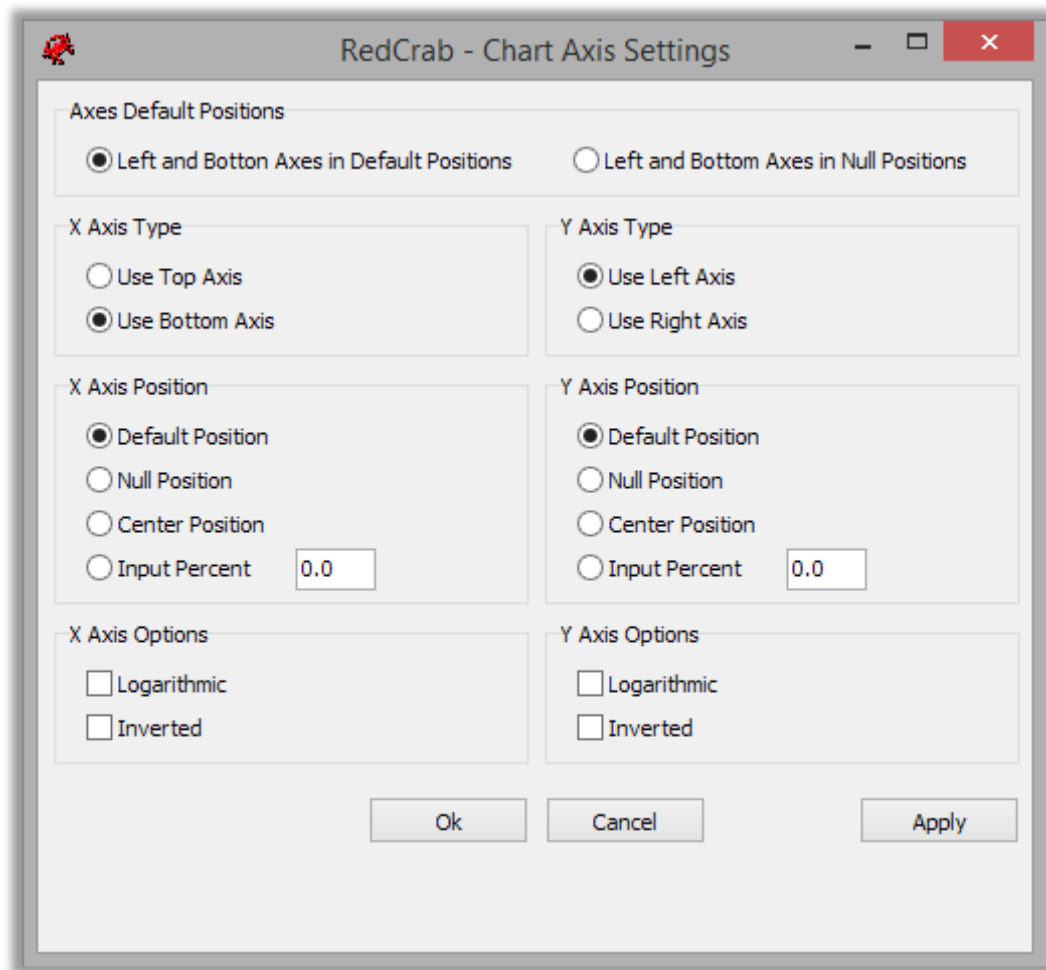 RedCrab - Chart Axis Settings
Axes Default Positions
Left and Botton Axes in Default Positions
Left and Bottom Axes in Null Positions
X Axis Type
Use Top Axis
Use Bottom Axis
Y Axis Type
Use Left Axis
Use Right Axis
X Axis Position
Default Position
Null Position
Center Position
Input Percent 0.0
Y Axis Position
Default Position
Null Position
Center Position
Input Percent 0.0
X Axis Options
Logarithmic
Inverted
Y Axis Options
Logarithmic
Inverted
Ok Cancel Apply